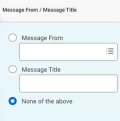 Message From / Message Title
Message From
Message Title
None of the above